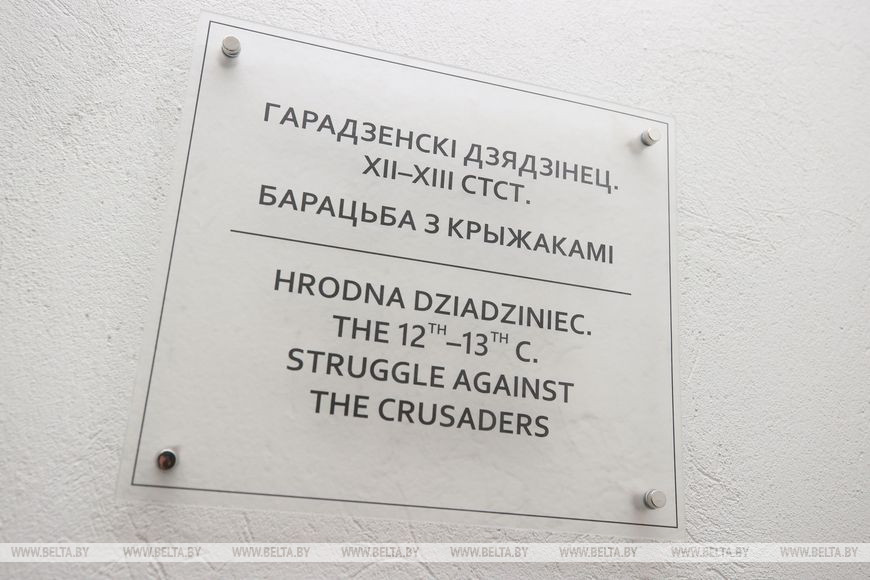 ГАРАДЗЕНСКІ ДЗЯДЗІНЕЦ.
XII–XIII СТСТ.
БАРАЦЬБА З КРЫЖАКАМІ
HRODNA DZIADZINIEC.
THE 12TH–13TH C.
STRUGGLE AGAINST
THE CRUSADERS
WWW.BELTA.BY WWW.BELTA.BY WWW.BELTA.BY WWW.BELTA.BY WWW.BELTA.BY WWW.BELTA.BY WWW.BELTA.BY WWW.BELTA.BY